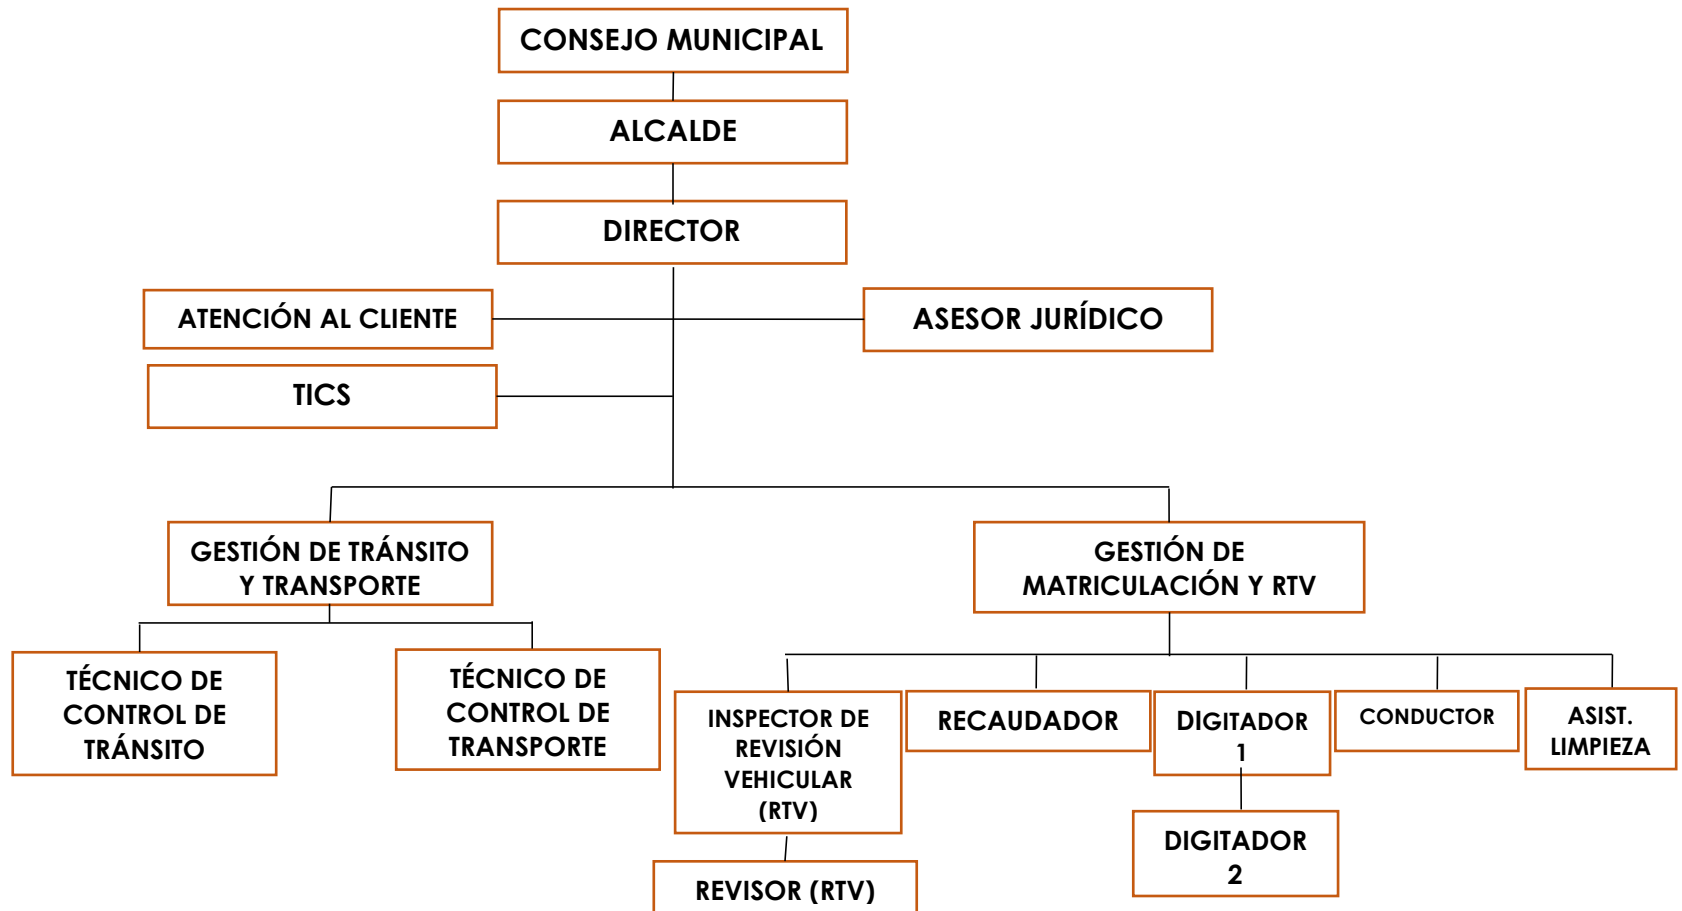 CONSEJO MUNICIPAL
ALCALDE
DIRECTOR
ATENCIÓN AL CLIENTE
ASESOR JURÍDICO
TICS
GESTIÓN DE TRÁNSITO
Y TRANSPORTE
GESTIÓN DE
MATRICULACIÓN Y RTV
TÉCNICO DE
CONTROL DE
TRÁNSITO
TÉCNICO DE
CONTROL DE
TRANSPORTE
INSPECTOR DE
REVISIÓN
VEHICULAR
(RTV)
RECAUDADOR
DIGITADOR
1
CONDUCTOR
ASIST.
LIMPIEZA
DIGITADOR
2
REVISOR (RTV)